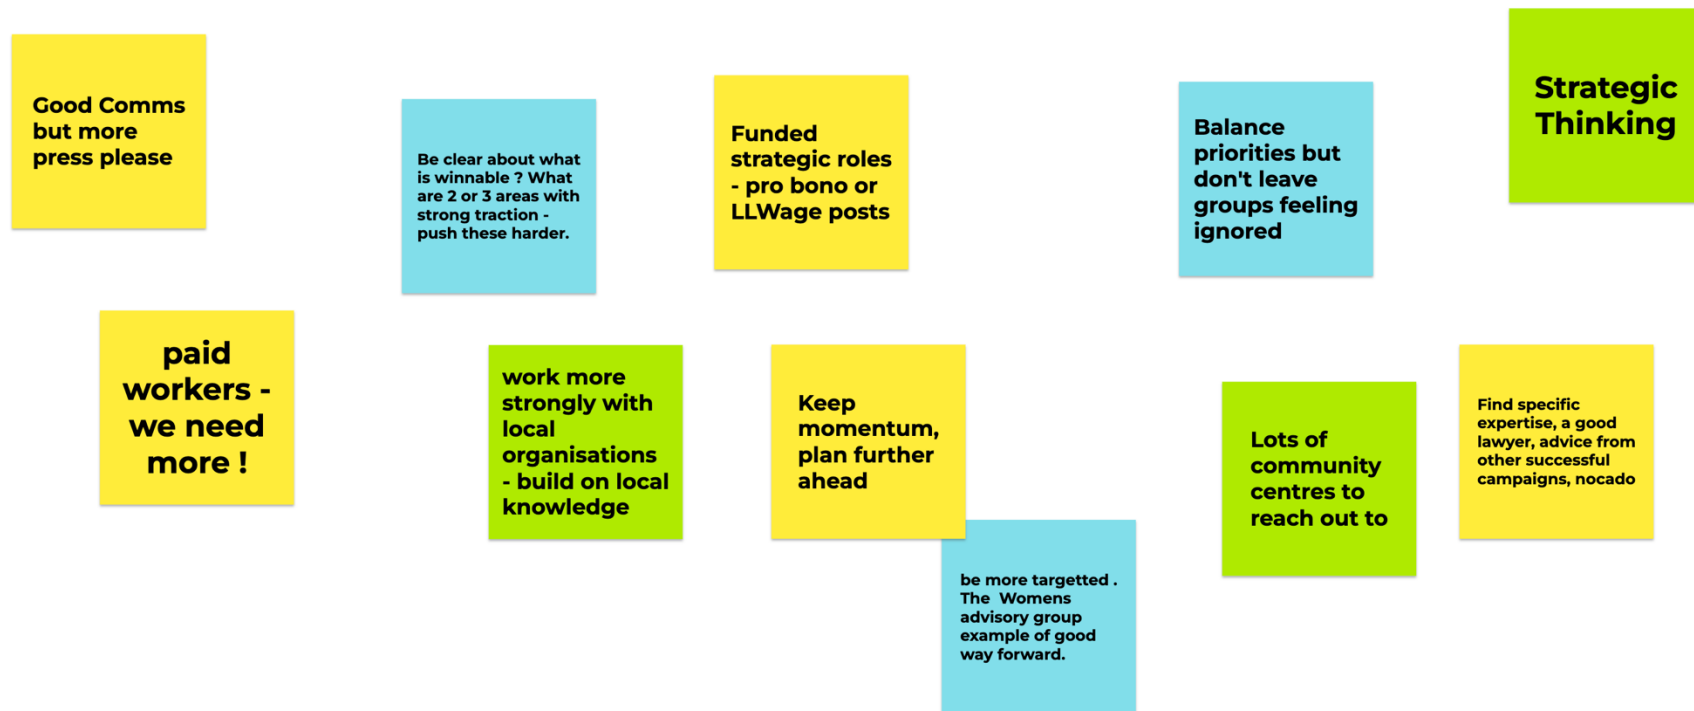 Good Comms
but more
press please
Be clear about what
is winnable ? What
are 2 or 3 areas with
strong traction -
push these harder.
Funded
strategic roles
- pro bono or
LLWage posts
Balance
priorities but
don't leave
groups feeling
ignored
Strategic
Thinking
paid
workers -
we need
more !
work more
strongly with
local
organisations
- build on local
knowledge
Keep
momentum,
plan further
ahead
be more targetted .
The  Womens
advisory group
example of good
way forward.
Lots of
community
centres to
reach out to
Find specific
expertise, a good
lawyer, advice from
other successful
campaigns, nocado